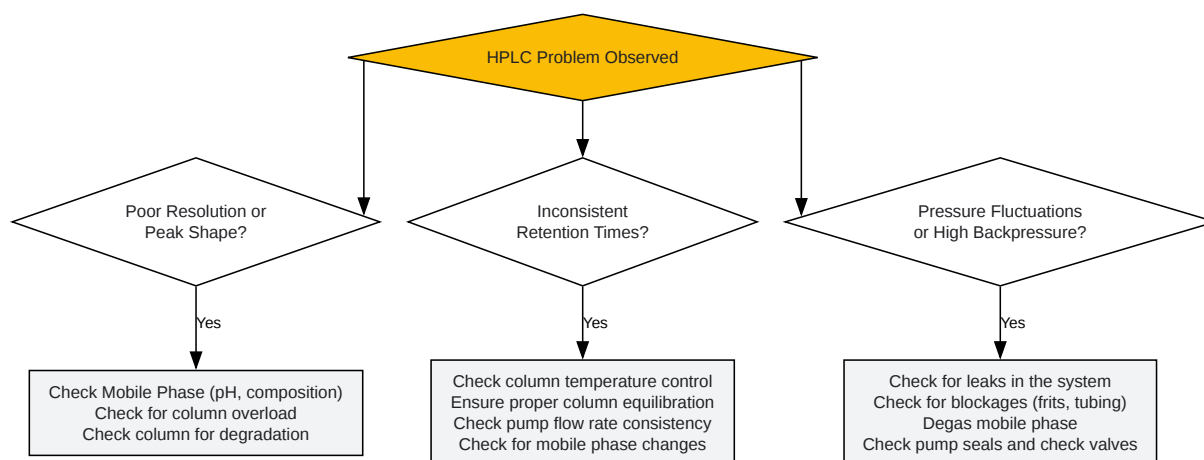 HPLC Problem Observed
Poor Resolution or
Peak Shape?
Inconsistent
Retention Times?
Pressure Fluctuations
or High Backpressure?
Yes
Yes
Yes
Check Mobile Phase (pH, composition)
Check for column overload
Check column for degradation
Check column temperature control
Ensure proper column equilibration
Check pump flow rate consistency
Check for mobile phase changes
Check for leaks in the system
Check for blockages (frits, tubing)
Degas mobile phase
Check pump seals and check valves